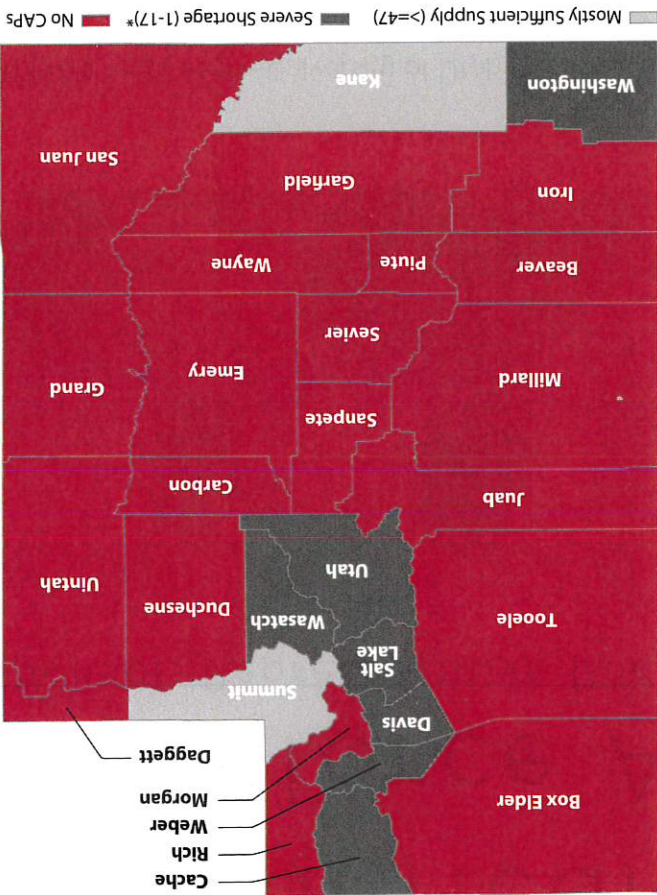 Cache
Rich
Weber
Box Elder
Morgan
Daggett
Davis
Summit
Salt
Lake
Tooele
Wasatch
Duchesne
Uintah
Utah
Juab
Carbon
Sanpete
Millard
Emery
Grand
Sevier
Beaver
Piute
Wayne
Iron
Garfield
San Juan
Washington
Kane
Mostly Sufficient Supply (>=47)
Severe Shortage (1-17)*
No CAPs